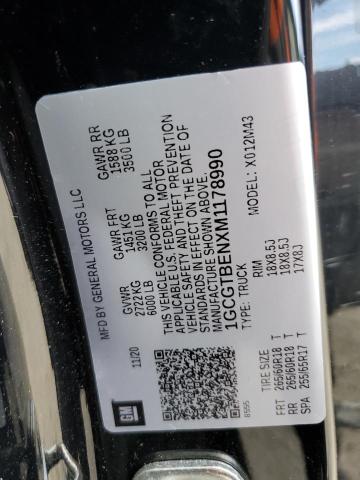 MFD BY GENERAL MOTORS LLC
11/20
GVWR
2722 KG
6000 LB
GAWR FRT
1451 KG
3200 LB
GAWR RR
1588 KG
3500 LB
THIS VEHICLE CONFORMS TO ALL
APPLICABLE U.S. FEDERAL MOTOR
VEHICLE SAFETY AND THEFT PREVENTION
STANDARDS IN EFFECT ON THE DATE OF
MANUFACTURE SHOWN ABOVE.
1GCGTBENXM1178990
TYPE: TRUCK
MODEL: X012M43
GM
8595
TIRE SIZE
RIM
FRT 265/60R18 T 18X8.5J
RR 265/60R18 T 18X8.5J
SPA 255/65R17 T 17X8J